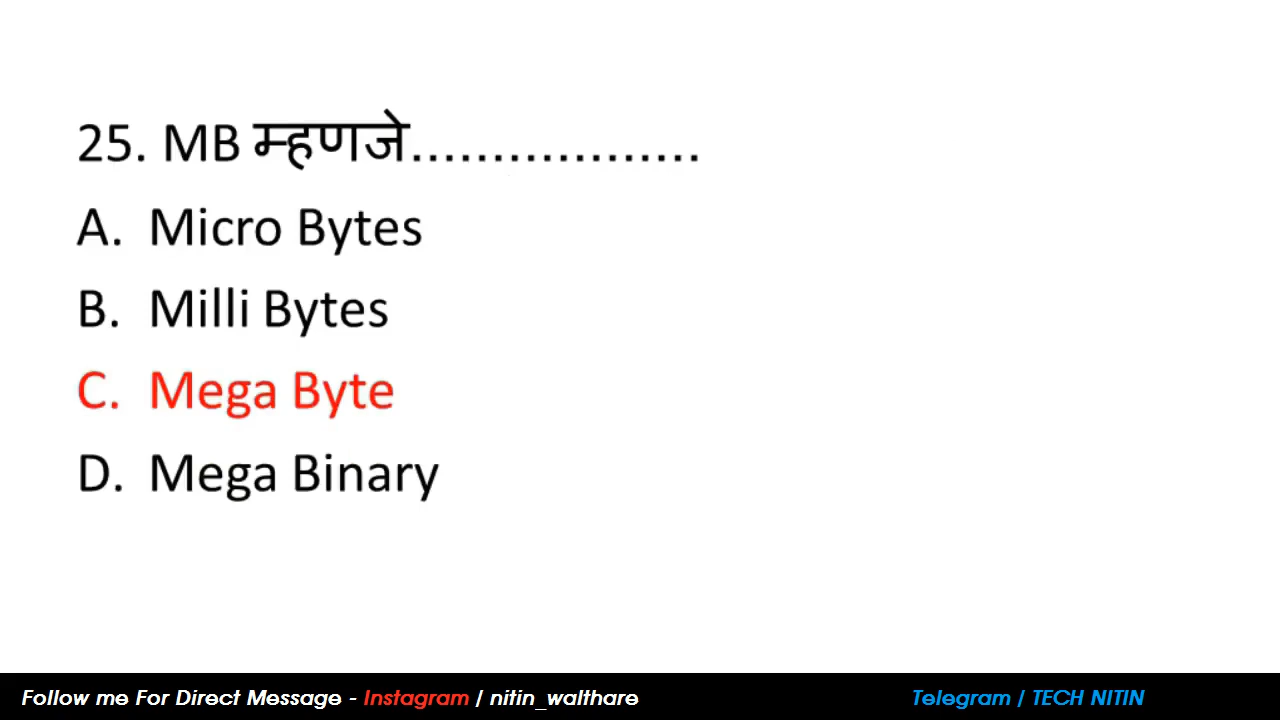 25. MB म्हणजे..................
A. Micro Bytes
B. Milli Bytes
C. Mega Byte
D. Mega Binary
Follow me For Direct Message - Instagram / nitin_walthare
Telegram / TECH NITIN